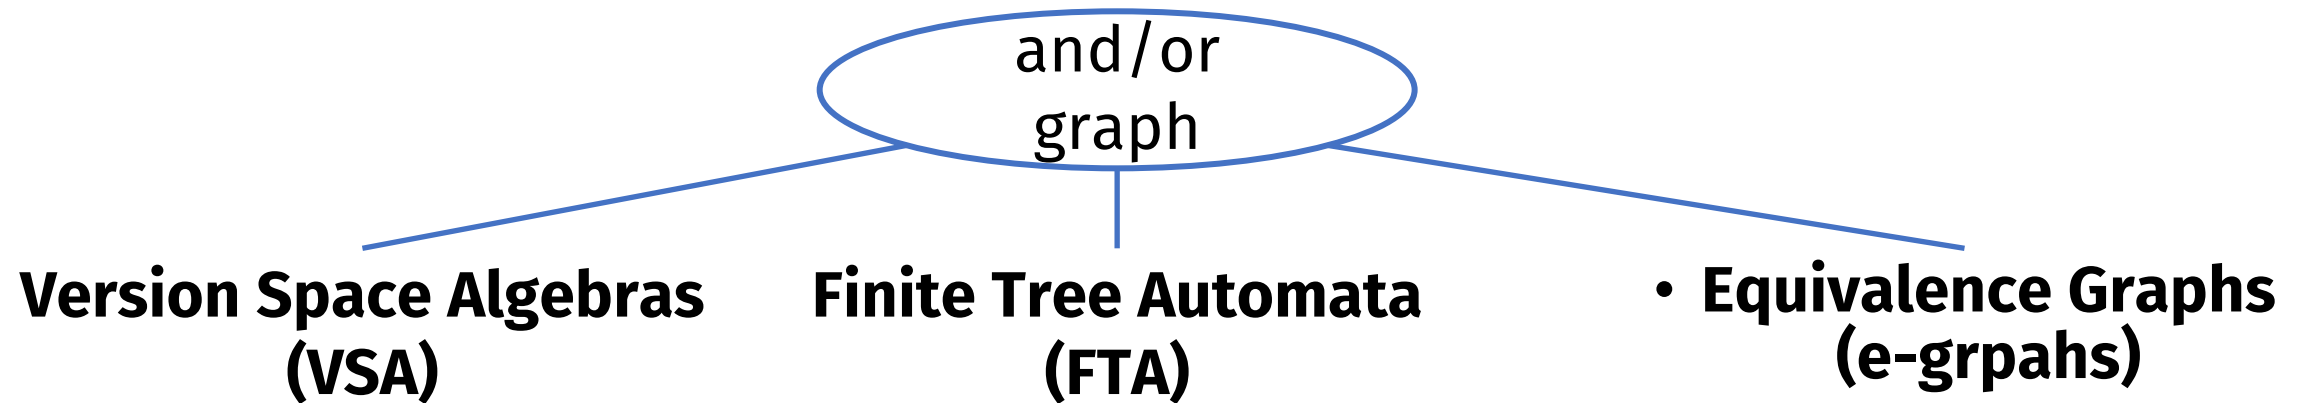 and/or
graph
Version Space Algebras
(VSA)
Finite Tree Automata
(FTA)
• Equivalence Graphs
(e-grpahs)